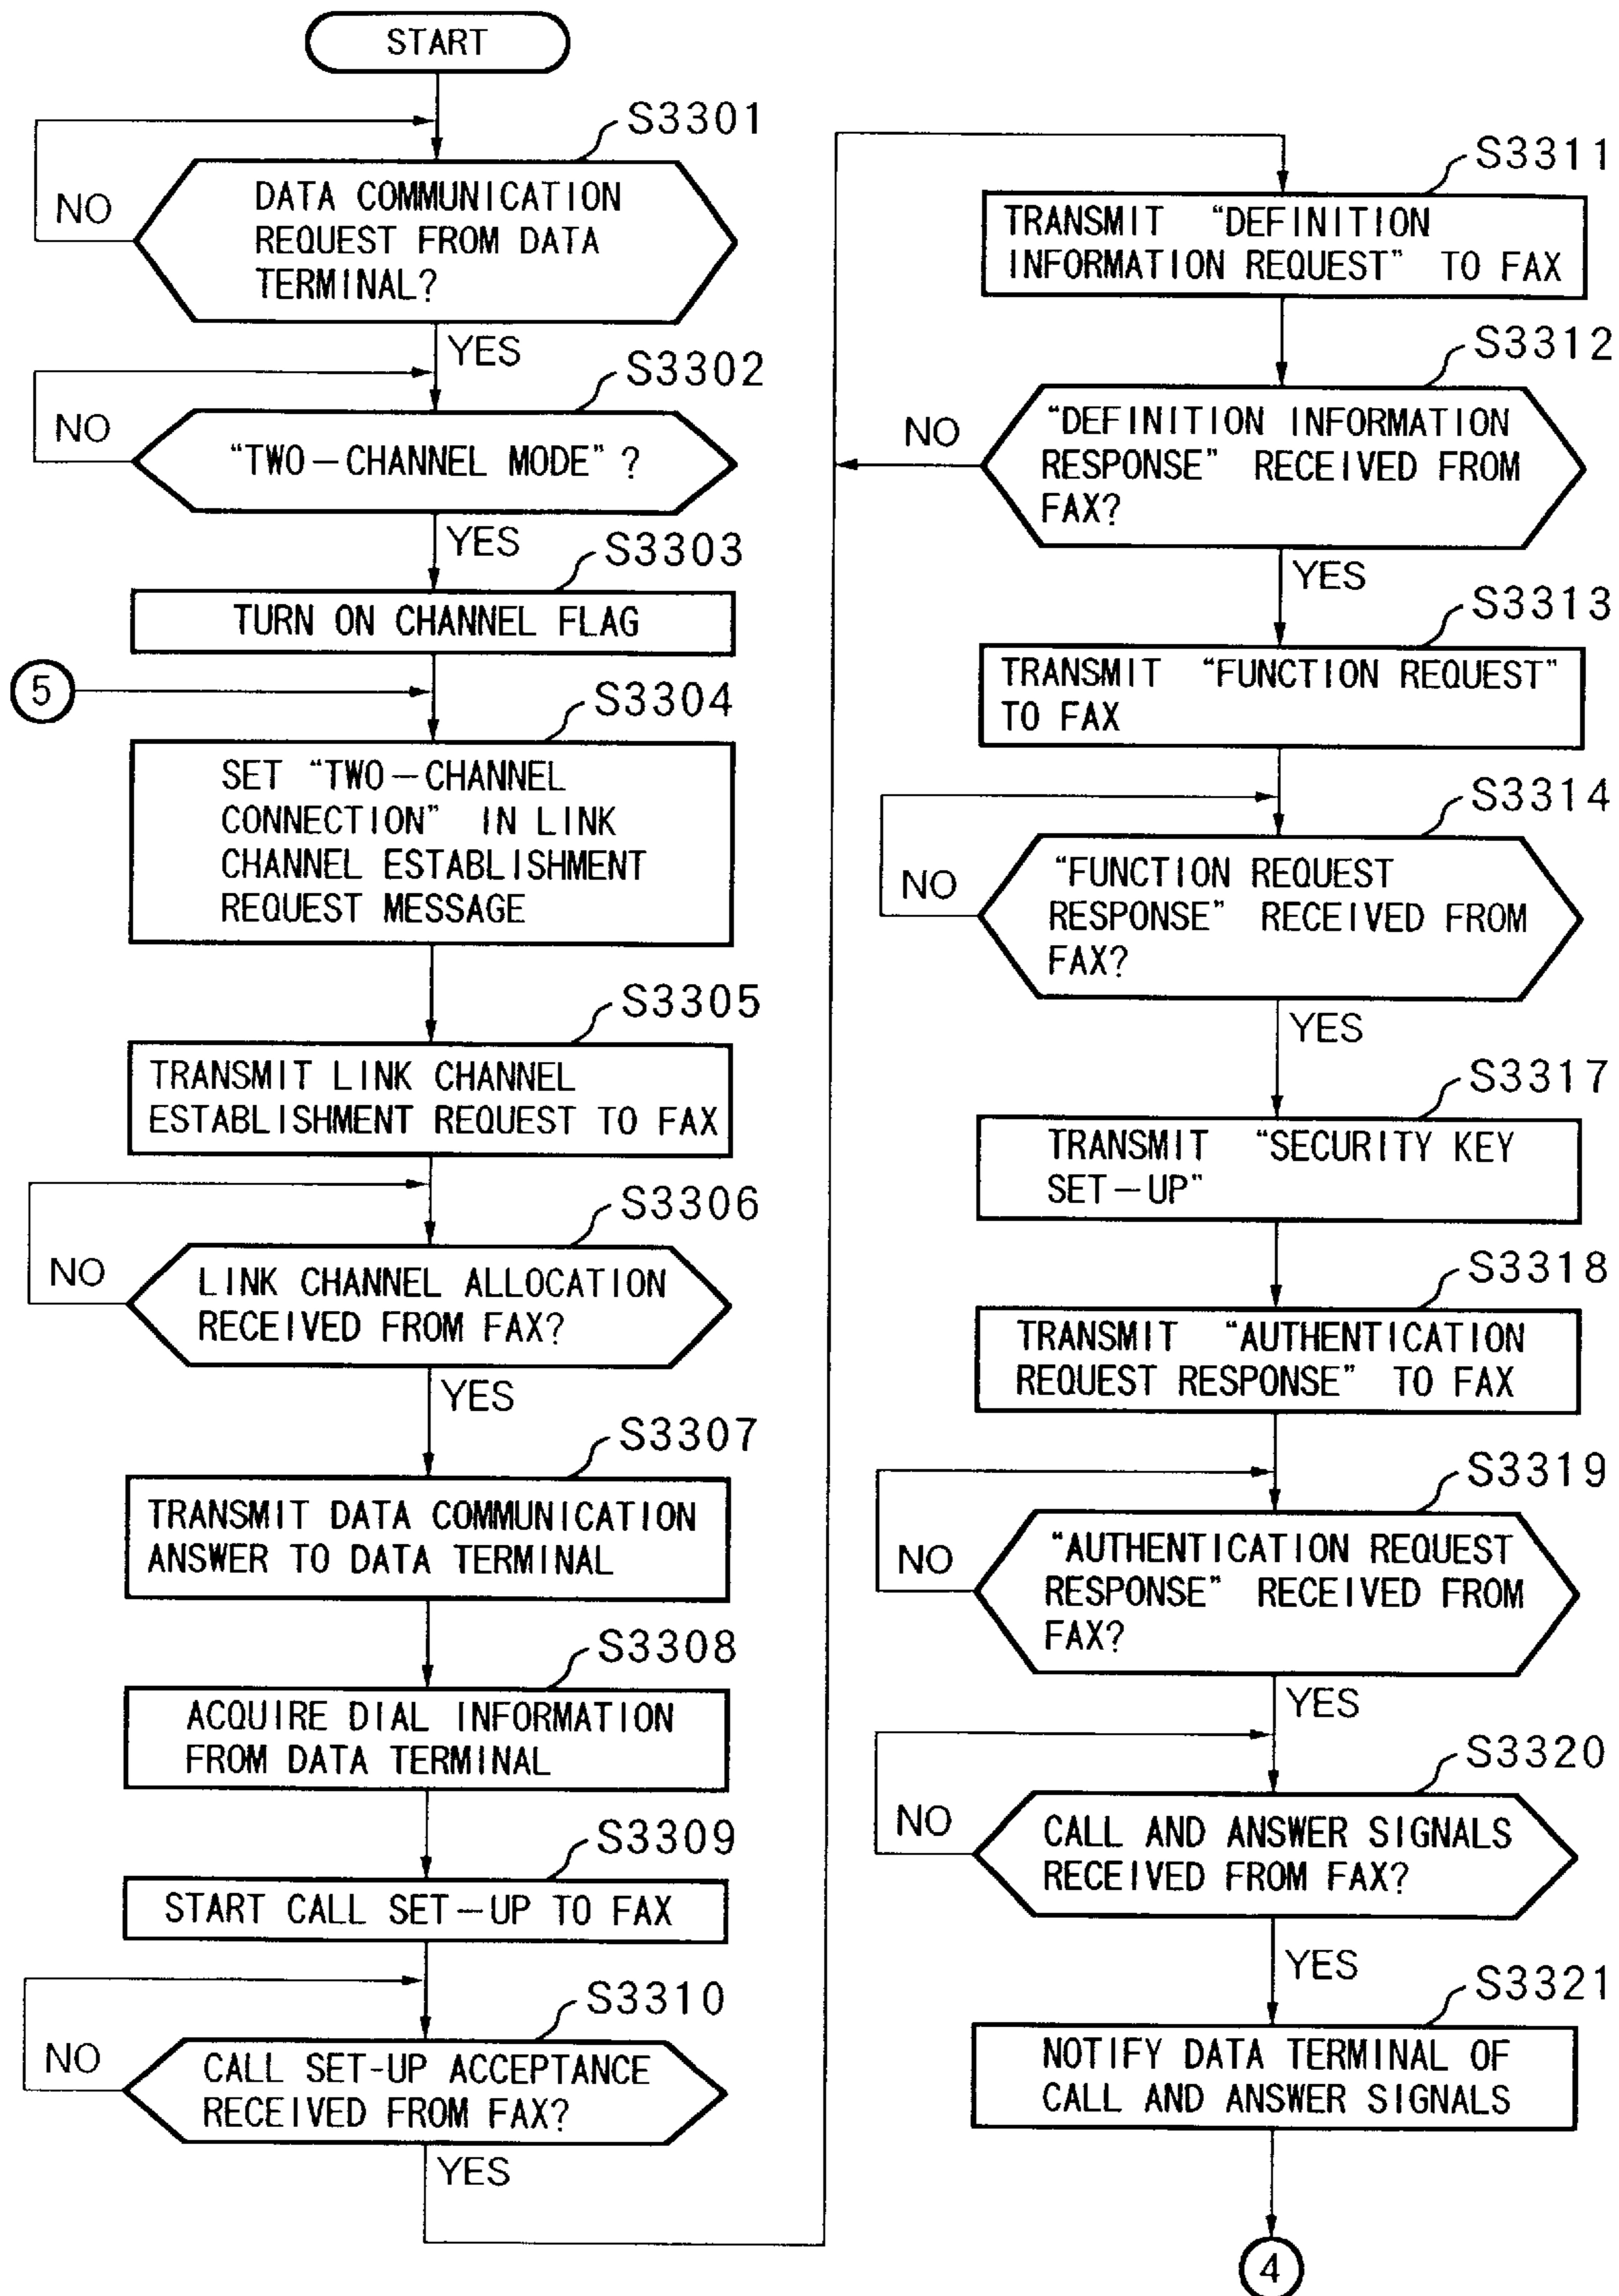 START
S3301
DATA COMMUNICATION
REQUEST FROM DATA
TERMINAL?
NO
YES
S3302
"TWO-CHANNEL MODE" ?
NO
YES
S3303
TURN ON CHANNEL FLAG
5
S3304
SET "TWO-CHANNEL
CONNECTION" IN LINK
CHANNEL ESTABLISHMENT
REQUEST MESSAGE
S3305
TRANSMIT LINK CHANNEL
ESTABLISHMENT REQUEST TO FAX
S3306
LINK CHANNEL ALLOCATION
RECEIVED FROM FAX?
NO
YES
S3307
TRANSMIT DATA COMMUNICATION
ANSWER TO DATA TERMINAL
S3308
ACQUIRE DIAL INFORMATION
FROM DATA TERMINAL
S3309
START CALL SET-UP TO FAX
S3310
CALL SET-UP ACCEPTANCE
RECEIVED FROM FAX?
NO
YES
S3311
TRANSMIT "DEFINITION
INFORMATION REQUEST" TO FAX
S3312
"DEFINITION INFORMATION
RESPONSE" RECEIVED FROM
FAX?
NO
YES
S3313
TRANSMIT "FUNCTION REQUEST"
TO FAX
S3314
"FUNCTION REQUEST
RESPONSE" RECEIVED FROM
FAX?
NO
YES
S3317
TRANSMIT "SECURITY KEY
SET-UP"
S3318
TRANSMIT "AUTHENTICATION
REQUEST RESPONSE" TO FAX
S3319
"AUTHENTICATION REQUEST
RESPONSE" RECEIVED FROM
FAX?
NO
YES
S3320
CALL AND ANSWER SIGNALS
RECEIVED FROM FAX?
NO
YES
S3321
NOTIFY DATA TERMINAL OF
CALL AND ANSWER SIGNALS
4